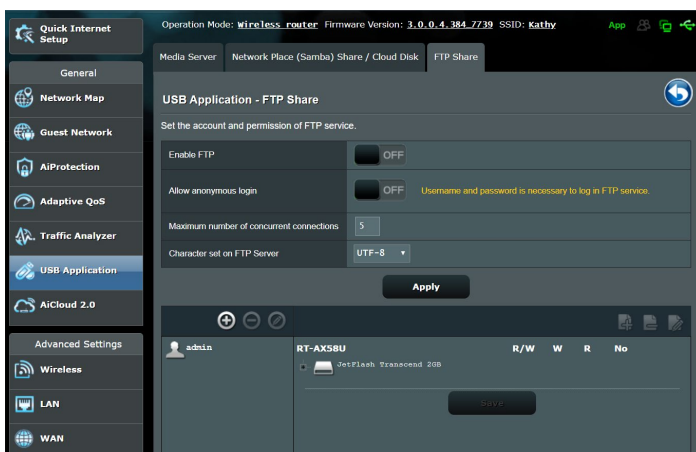 Quick Internet
Setup
Operation Mode: Wireless router Firmware Version: 3.0.0.4.384_7739 SSID: Kathy
App
General
Network Map
Guest Network
AiProtection
Adaptive QoS
Traffic Analyzer
USB Application
AiCloud 2.0
Advanced Settings
Wireless
LAN
WAN
Media Server
Network Place (Samba) Share / Cloud Disk
FTP Share
USB Application - FTP Share
Set the account and permission of FTP service.
Enable FTP
OFF
Allow anonymous login
OFF
Username and password is necessary to log in FTP service.
Maximum number of concurrent connections
5
Character set on FTP Server
UTF-8
Apply
admin
RT-AX58U
R/W W R No
JetFlash Transcend 2GB
Save